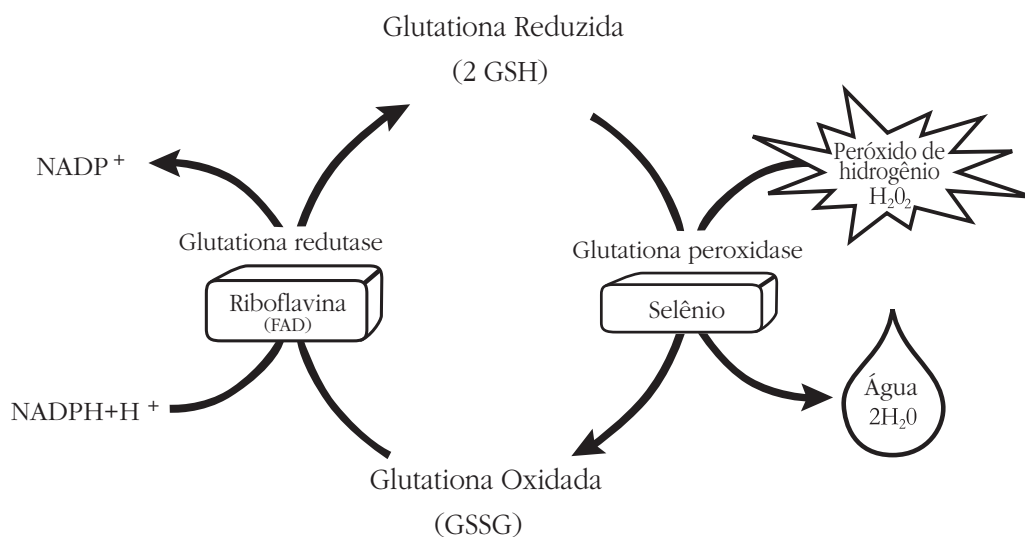 Glutationa Reduzida
(2 GSH)
NADP +
Peróxido de
hidrogênio
H₂0₂
Glutationa redutase
Glutationa peroxidase
Riboflavina
(FAD)
Selênio
NADPH+H +
Água
2H₂0
Glutationa Oxidada
(GSSG)